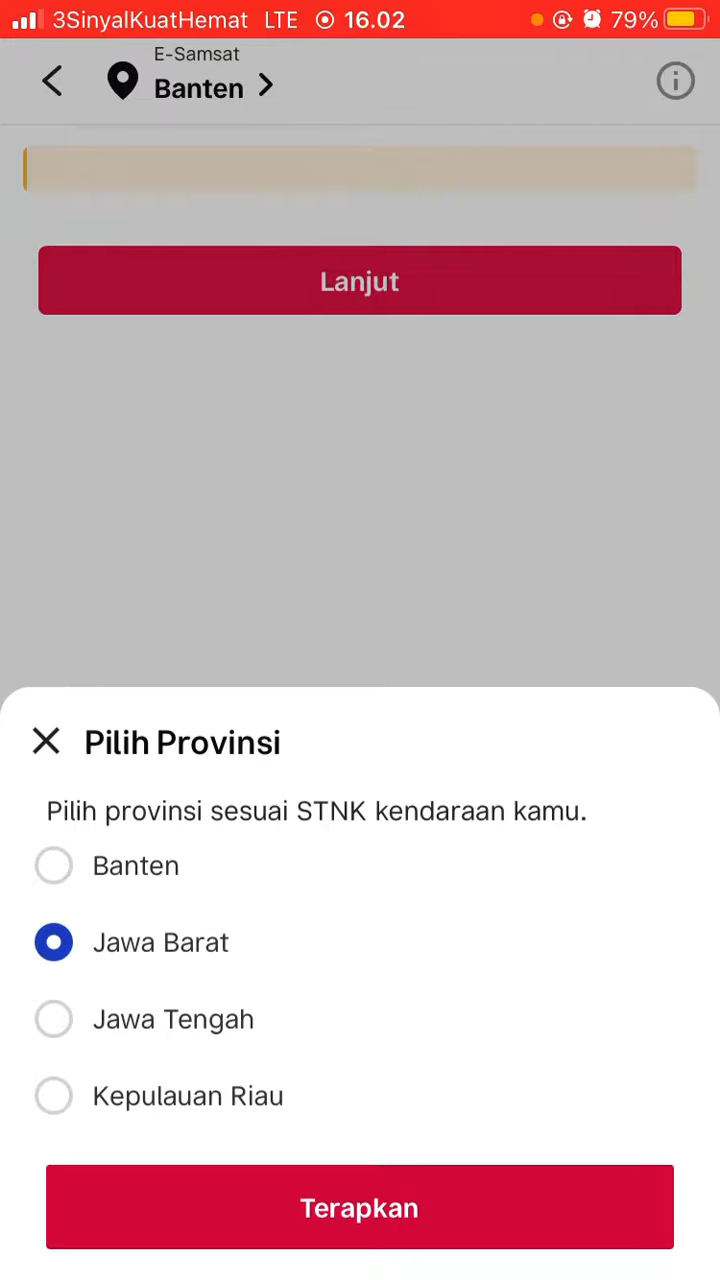 3SinyalKuatHemat LTE 16.02 79%
E-Samsat
Banten
Lanjut
Pilih Provinsi
Pilih provinsi sesuai STNK kendaraan kamu.
Banten
Jawa Barat
Jawa Tengah
Kepulauan Riau
Terapkan